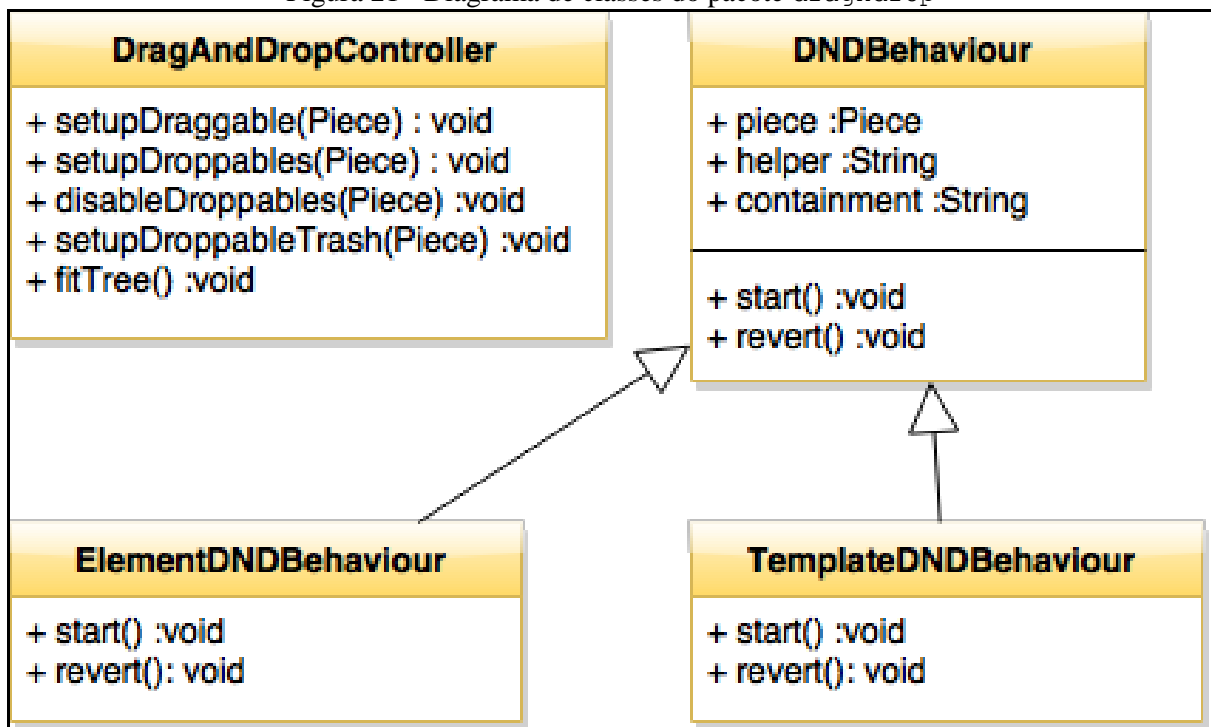 DragAndDropController
+ setupDraggable(Piece) : void
+ setupDroppables(Piece) : void
+ disableDroppables(Piece) :void
+ setupDroppableTrash(Piece) :void
+ fitTree() :void
DNDBehaviour
+ piece :Piece
+ helper :String
+ containment :String
+ start() :void
+ revert() :void
ElementDNDBehaviour
+ start() :void
+ revert(): void
TemplateDNDBehaviour
+ start() :void
+ revert(): void